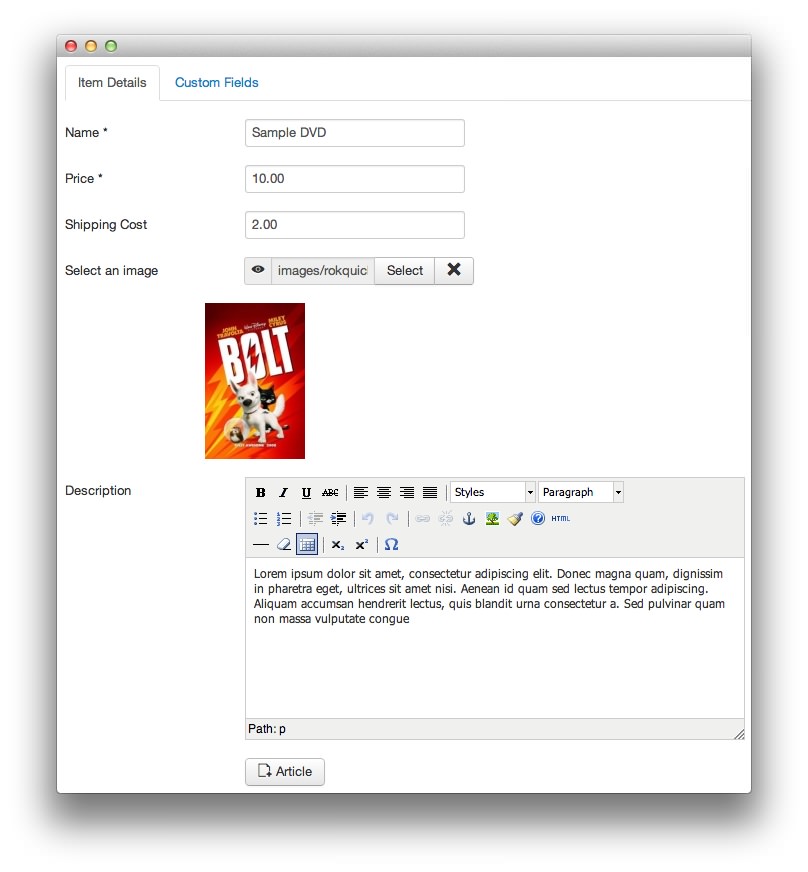 Item Details Custom Fields
Name * Sample DVD
Price * 10.00
Shipping Cost 2.00
Select an image images/rokquicl Select
JOHN TRAVOLTA MILEY CYRUS
BOLT
Description
B I U ABC Styles Paragraph
HTML
x₂ x² Ω
Lorem ipsum dolor sit amet, consectetur adipiscing elit. Donec magna quam, dignissim
in pharetra eget, ultrices sit amet nisi. Aenean id quam sed lectus tempor adipiscing.
Aliquam accumsan hendrerit lectus, quis blandit urna consectetur a. Sed pulvinar quam
non massa vulputate congue
Path: p
Article